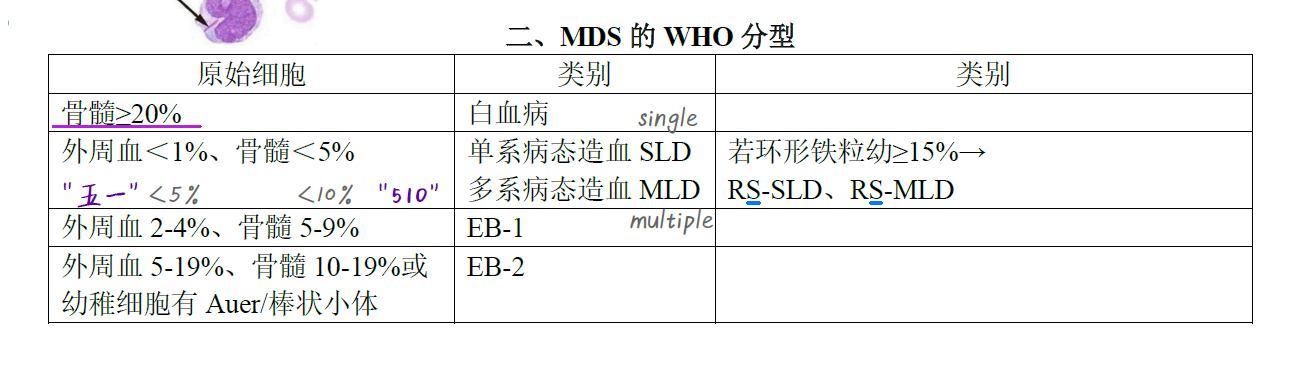 二、MDS 的 WHO 分型
原始细胞 类别 类别
骨髓≥20% 白血病 single
外周血＜1%、骨髓＜5% 单系病态造血 SLD 若环形铁粒幼≥15%→
"五一" <5% <10% "510" 多系病态造血 MLD RS-SLD、RS-MLD
外周血 2-4%、骨髓 5-9% EB-1 multiple
外周血 5-19%、骨髓 10-19%或 EB-2
幼稚细胞有 Auer/棒状小体